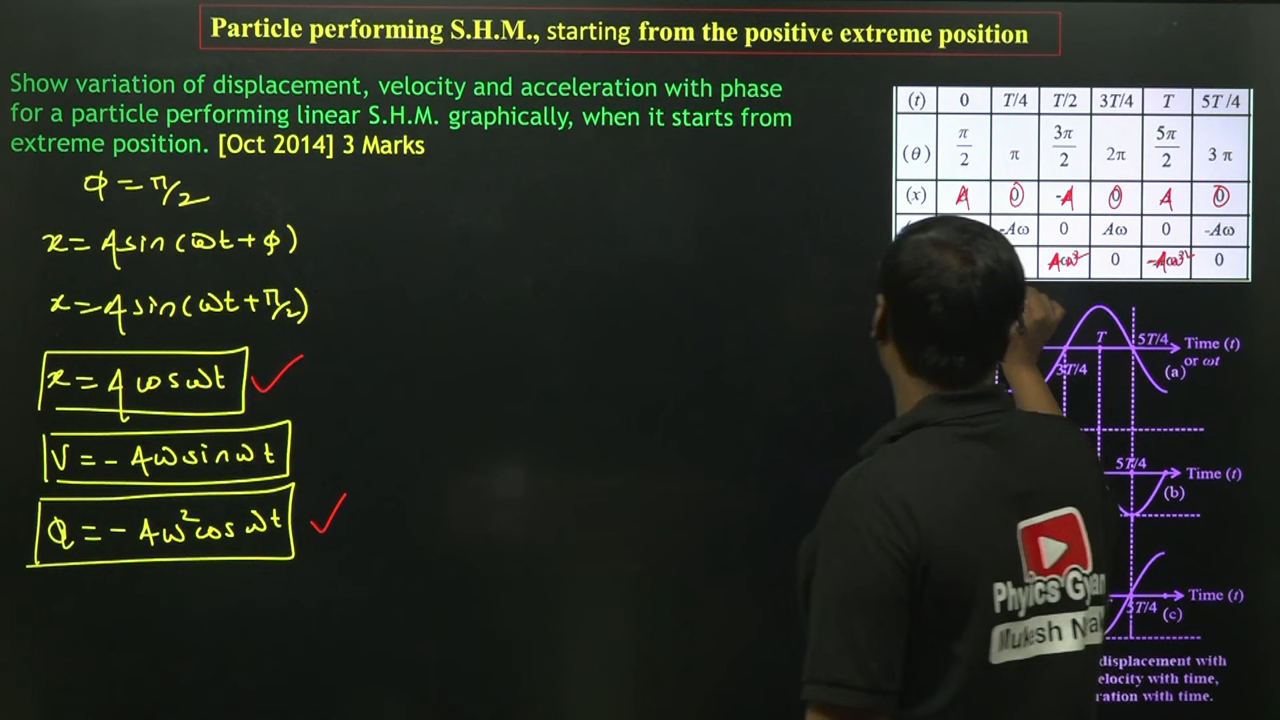 Particle performing S.H.M., starting from the positive extreme position
Show variation of displacement, velocity and acceleration with phase
for a particle performing linear S.H.M. graphically, when it starts from
extreme position. [Oct 2014] 3 Marks
ϕ = π/2
x = A sin (ωt + ϕ)
x = A sin (ωt + π/2)
x = A cos ωt
V = - Aω sin ωt
a = - Aω² cos ωt
(t) 0 T/4 T/2 3T/4 T 5T/4
(θ) π/2 π 3π/2 2π 5π/2 3π
(x) A 0 -A 0 A 0
-Aω 0 Aω 0 -Aω
Aω² 0 -Aω² 0
3T/4 T 5T/4 Time (t)
or ωt
(a)
5T/4 Time (t)
(b)
5T/4 Time (t)
(c)
displacement with
elocity with time,
ration with time.
Physics Gyan
Mukesh